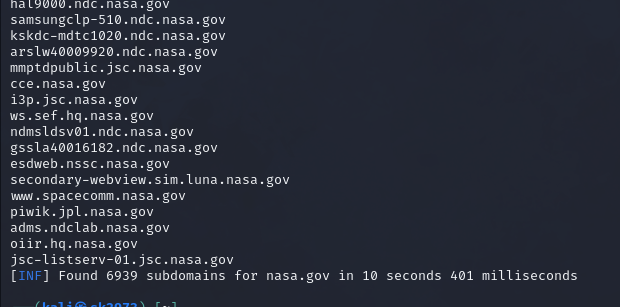 hal9000.ndc.nasa.gov
samsungclp-510.ndc.nasa.gov
kskdc-mdtc1020.ndc.nasa.gov
arslw40009920.ndc.nasa.gov
mmptdpublic.jsc.nasa.gov
cce.nasa.gov
i3p.jsc.nasa.gov
ws.sef.hq.nasa.gov
ndmsldsv01.ndc.nasa.gov
gssla40016182.ndc.nasa.gov
esdweb.nssc.nasa.gov
secondary-webview.sim.luna.nasa.gov
www.spacecomm.nasa.gov
piwik.jpl.nasa.gov
adms.ndclab.nasa.gov
oiir.hq.nasa.gov
jsc-listserv-01.jsc.nasa.gov
[INF] Found 6939 subdomains for nasa.gov in 10 seconds 401 milliseconds